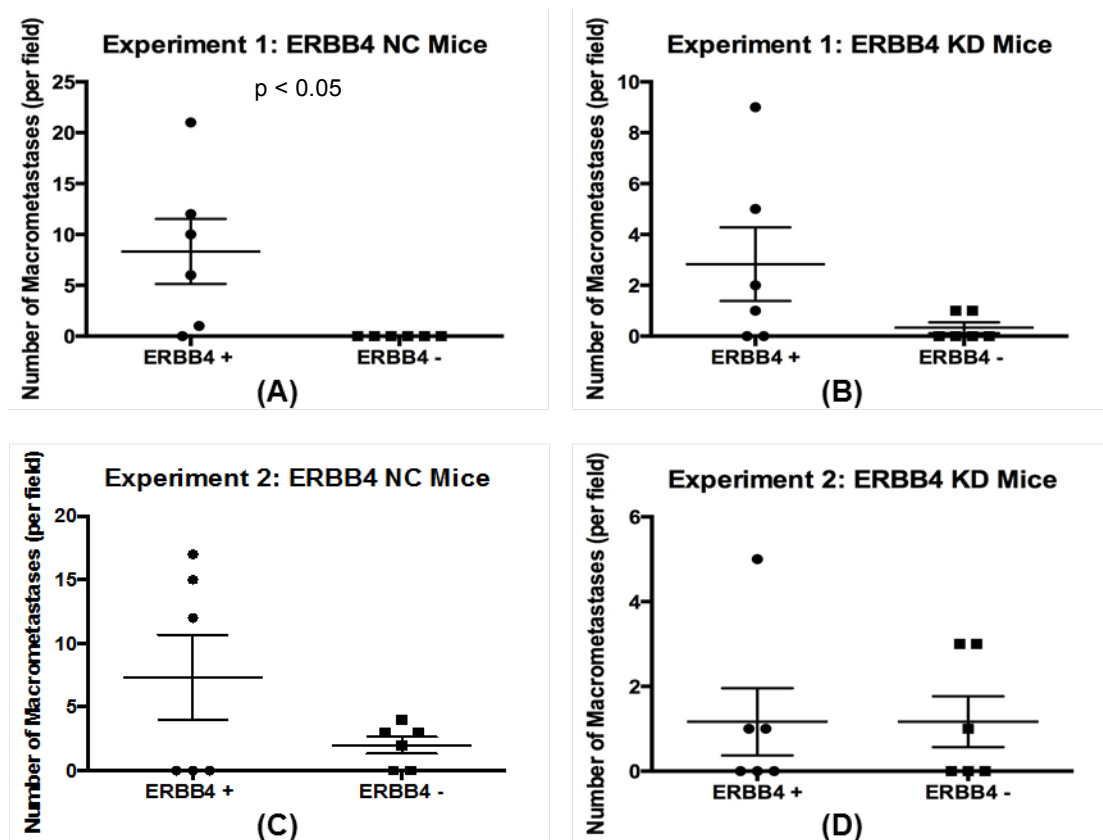 Experiment 1: ERBB4 NC Mice
p < 0.05
Number of Macrometastases (per field)
25
20
15
10
5
0
ERBB4 +
ERBB4 -
(A)
Experiment 1: ERBB4 KD Mice
Number of Macrometastases (per field)
10
8
6
4
2
0
ERBB4 +
ERBB4 -
(B)
Experiment 2: ERBB4 NC Mice
Number of Macrometastases (per field)
20
15
10
5
0
ERBB4 +
ERBB4 -
(C)
Experiment 2: ERBB4 KD Mice
Number of Macrometastases (per field)
6
4
2
0
ERBB4 +
ERBB4 -
(D)